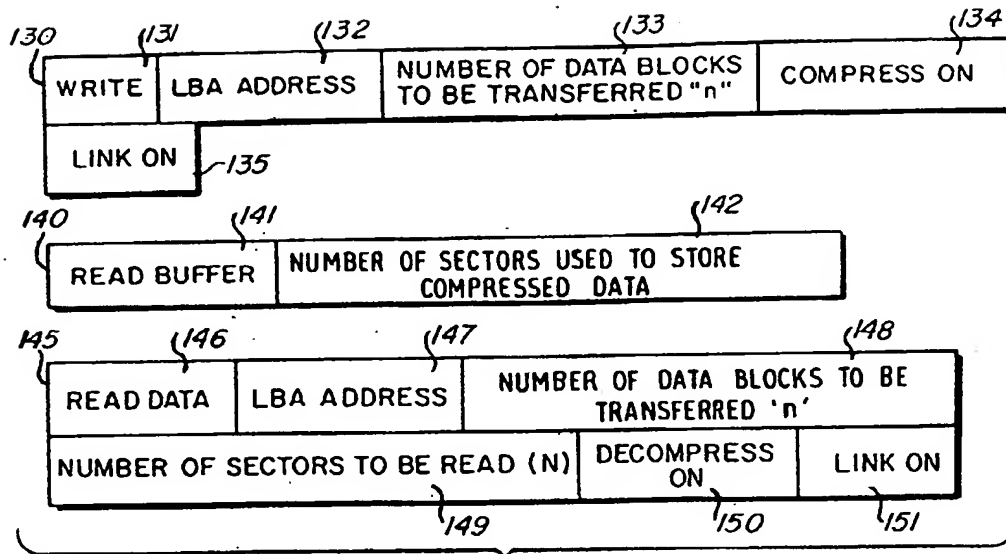 130 131 132 133 134
WRITE LBA ADDRESS NUMBER OF DATA BLOCKS TO BE TRANSFERRED "n" COMPRESS ON
LINK ON 135
140 141 142
READ BUFFER NUMBER OF SECTORS USED TO STORE COMPRESSED DATA
145 146 147 148
READ DATA LBA ADDRESS NUMBER OF DATA BLOCKS TO BE TRANSFERRED 'n'
NUMBER OF SECTORS TO BE READ (N) DECOMPRESS ON LINK ON
149 150 151